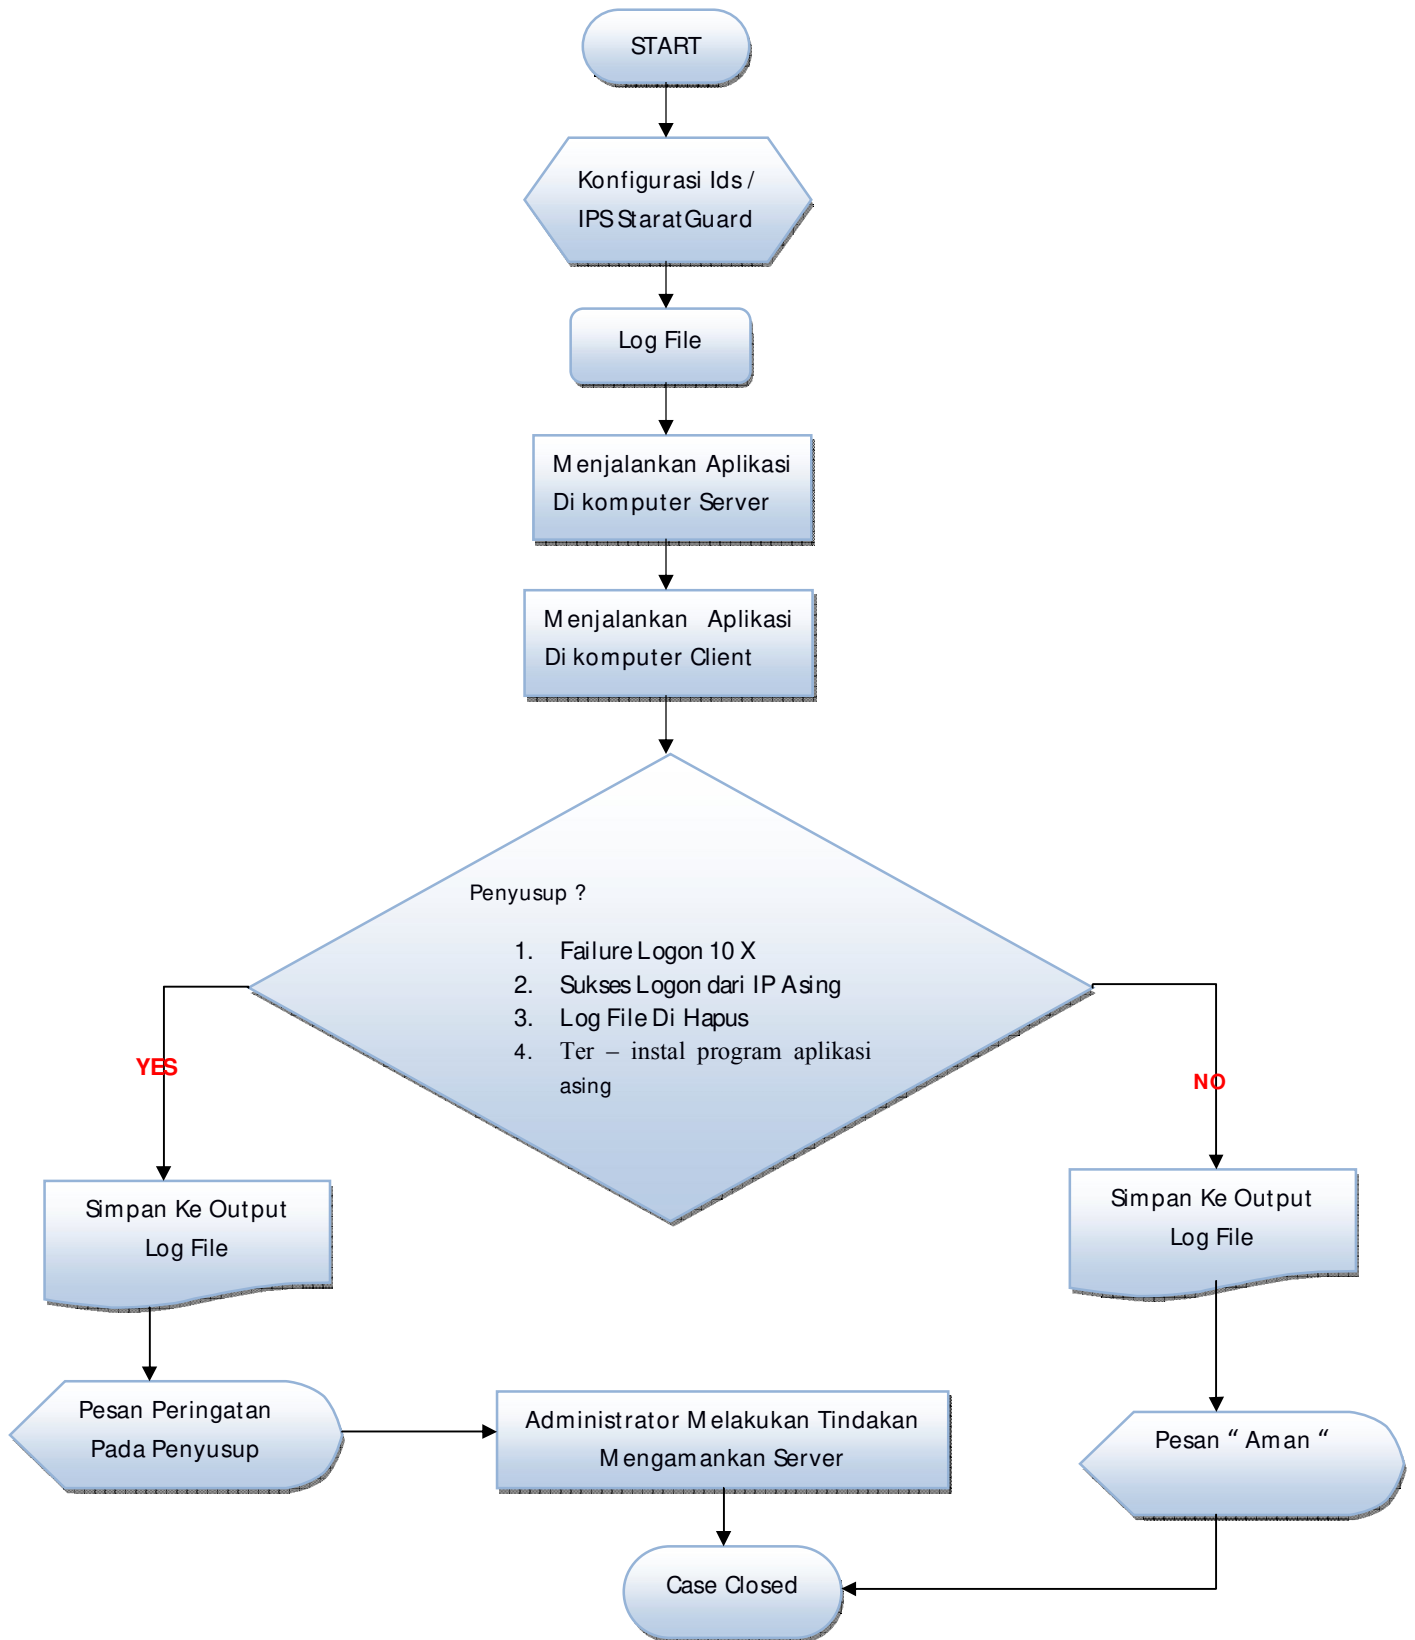 START
Konfigurasi Ids /
IPS StaratGuard
Log File
Menjalankan Aplikasi
Di komputer Server
Menjalankan Aplikasi
Di komputer Client
Penyusup ?
1. Failure Logon 10 X
2. Sukses Logon dari IP Asing
3. Log File Di Hapus
4. Ter – instal program aplikasi
asing
YES
NO
Simpan Ke Output
Log File
Simpan Ke Output
Log File
Pesan Peringatan
Pada Penyusup
Administrator Melakukan Tindakan
Mengamankan Server
Pesan “ Aman “
Case Closed